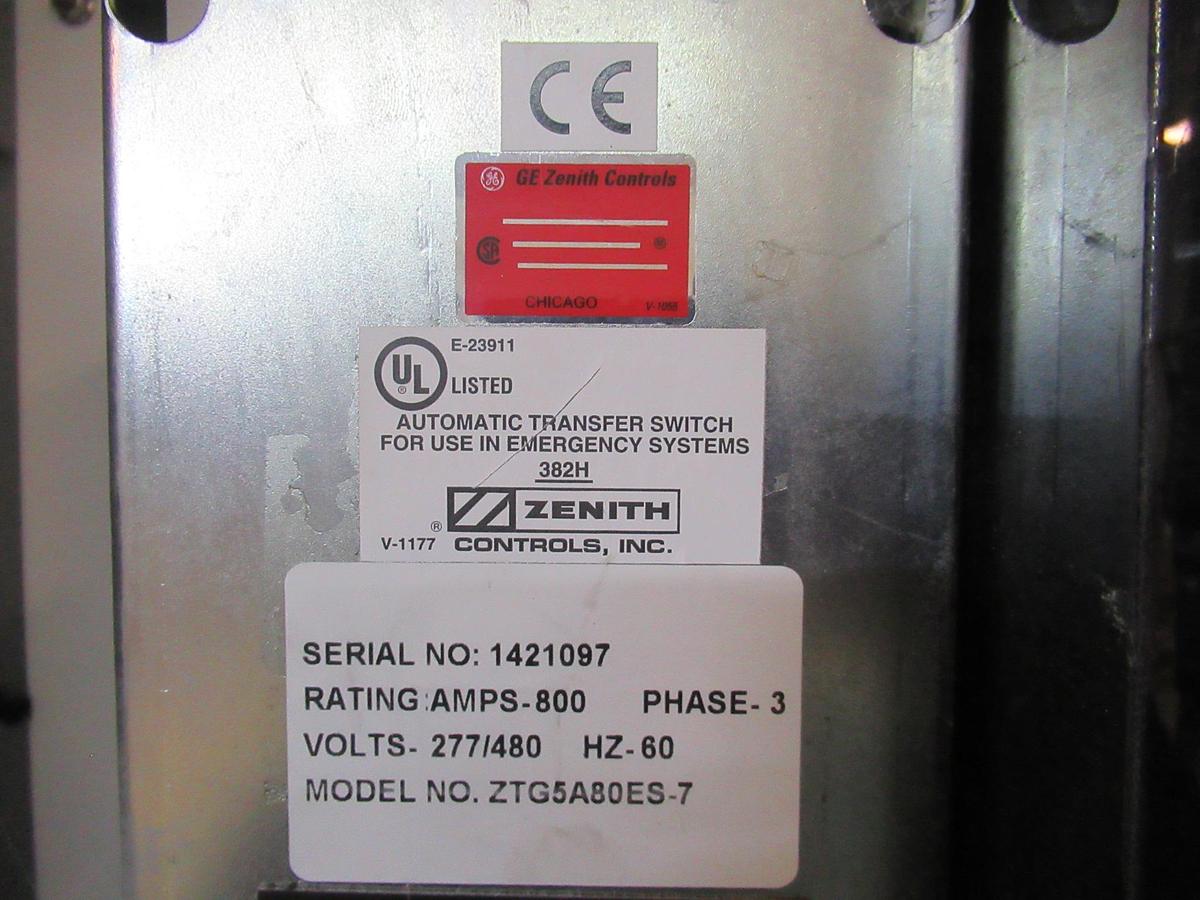 CE
GE Zenith Controls
CHICAGO
UL
®
E-23911
LISTED
AUTOMATIC TRANSFER SWITCH
FOR USE IN EMERGENCY SYSTEMS
382H
® ZENITH
V-1177 CONTROLS, INC.
SERIAL NO: 1421097
RATING:AMPS-800 PHASE- 3
VOLTS- 277/480 HZ-60
MODEL NO. ZTG5A80ES-7